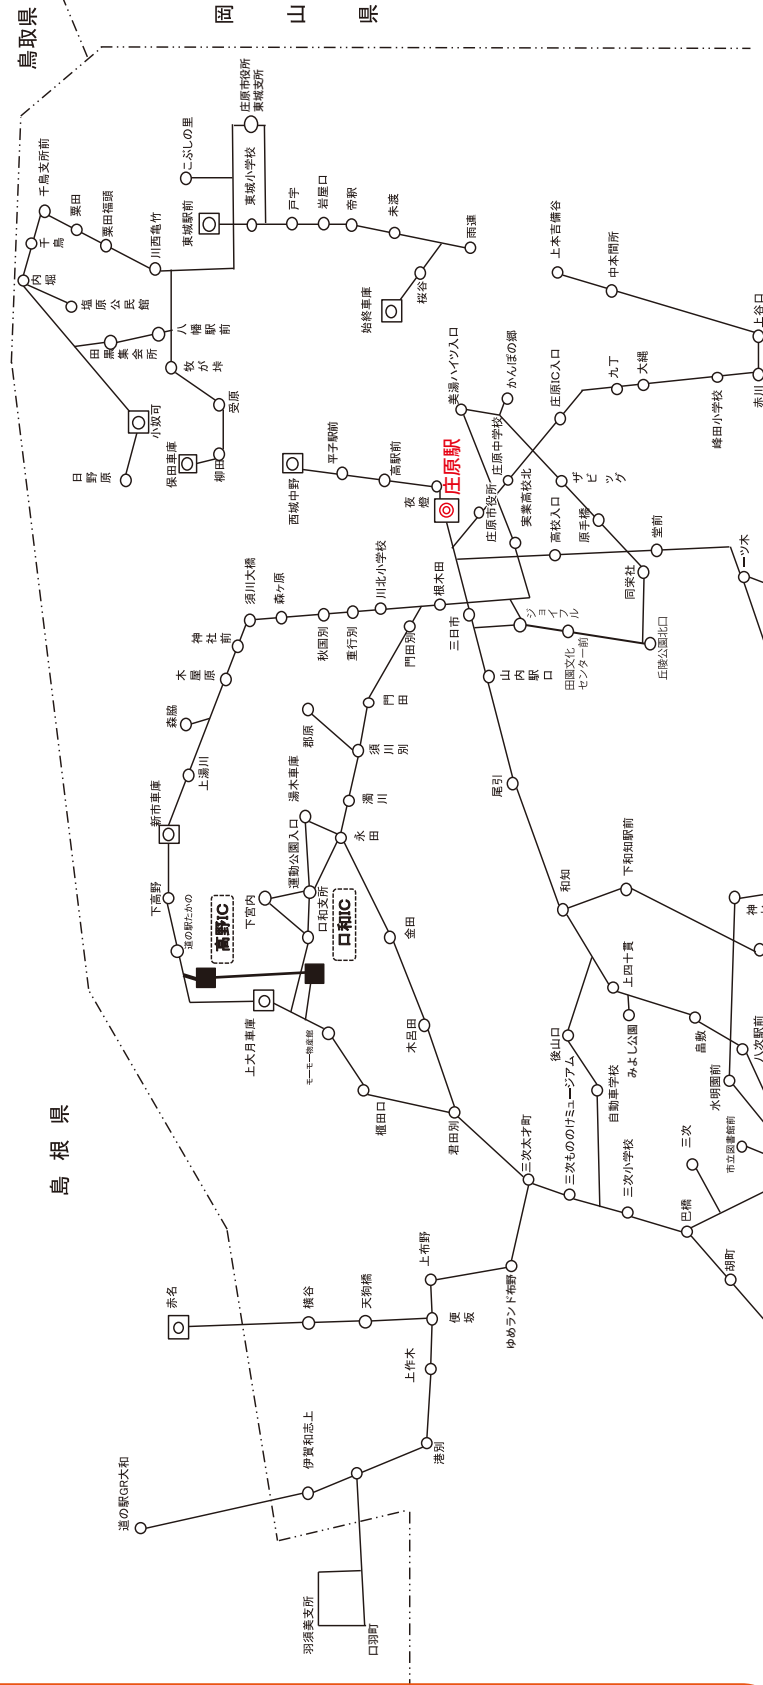 鳥取県
岡山県
島根県
庄原市役所
東城支所
こぶしの里
東城小学校
東城駅前
戸宇
岩屋口
帝釈
未渡
雨連
桜谷
始終車庫
千鳥支所前
千鳥
粟田
粟田福頭
川西亀竹
内堀
塩原公民館
田黒集会所
八幡駅前
牧が垰
受原
柳田
保田車庫
小奴可
日野原
上本吉備谷
中本間所
上谷口
赤川
峰田小学校
大縄
九丁
庄原IC入口
かんぽの郷
美湯ハイツ入口
庄原中学校
ザビッグ
原手橋
高校入口
実業高校北
庄原市役所
庄原駅
夜燈
高駅前
平子駅前
西城中野
堂前
一ツ木
同栄社
丘陵公園北口
田園文化
センター前
ジョイフル
三日市
山内駅口
根木田
川北小学校
重行別
秋国別
森ヶ原
須川大橋
神社前
木屋原
森脇
上湯川
新市車庫
下高野
道の駅たかの
高野IC
口和IC
下宮内
口和支所
運動公園入口
湯木車庫
郡原
門田別
門田
須川別
濁川
永田
金田
木呂田
君田別
櫃田口
モーモー物産館
上大月車庫
尾引
和知
下和知駅前
上四十貫
みよし公園
畠敷
八次駅前
水明園前
神
後山口
自動車学校
三次もののけミュージアム
三次太才町
三次小学校
巴橋
三次
市立図書館前
胡町
ゆめランド布野
上布野
便坂
天狗橋
横谷
赤名
上作木
港別
伊賀和志上
道の駅GR大和
口羽町
羽須美支所